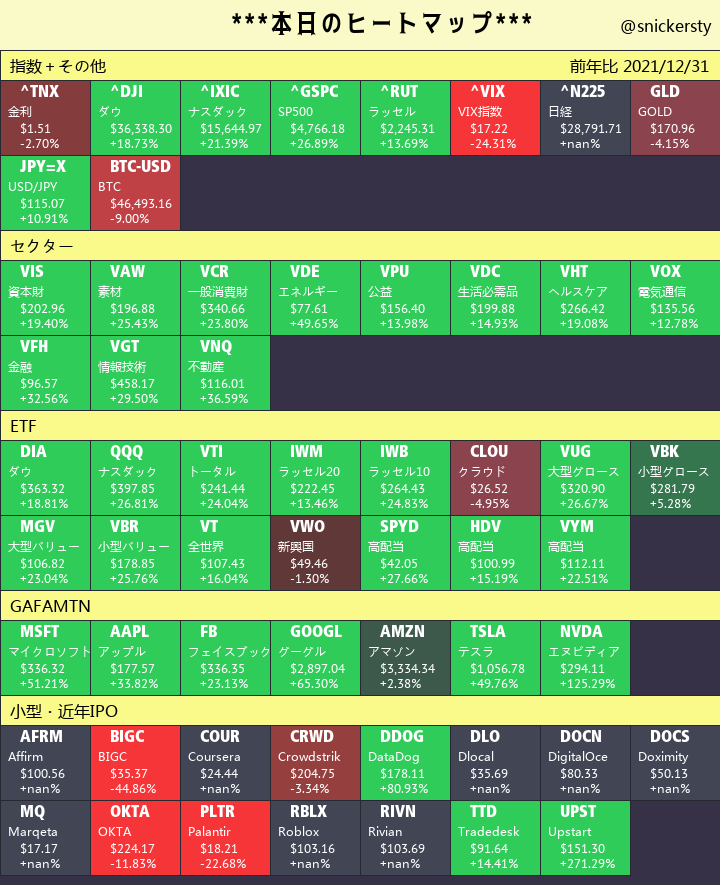 ***本日のヒートマップ***
@snickersty
指数+その他 前年比 2021/12/31
^TNX ^DJI ^IXIC ^GSPC ^RUT ^VIX ^N225 GLD
金利 ダウ ナスダック SP500 ラッセル VIX指数 日経 GOLD
$1.51 $36,338.30 $15,644.97 $4,766.18 $2,245.31 $17.22 $28,791.71 $170.96
-2.70% +18.73% +21.39% +26.89% +13.69% -24.31% +nan% -4.15%
JPY=X BTC-USD
USD/JPY BTC
$115.07 $46,493.16
+10.91% -9.00%
セクター
VIS VAW VCR VDE VPU VDC VHT VOX
資本財 素材 一般消費財 エネルギー 公益 生活必需品 ヘルスケア 電気通信
$202.96 $196.88 $340.66 $77.61 $156.40 $199.88 $266.42 $135.56
+19.40% +25.43% +23.80% +49.65% +13.98% +14.93% +19.08% +12.78%
VFH VGT VNQ
金融 情報技術 不動産
$96.57 $458.17 $116.01
+32.56% +29.50% +36.59%
ETF
DIA QQQ VTI IWM IWB CLOU VUG VBK
ダウ ナスダック トータル ラッセル20 ラッセル10 クラウド 大型グロース 小型グロース
$363.32 $397.85 $241.44 $222.45 $264.43 $26.52 $320.90 $281.79
+18.81% +26.81% +24.04% +13.46% +24.83% -4.95% +26.67% +5.28%
MGV VBR VT VWO SPYD HDV VYM
大型バリュー 小型バリュー 全世界 新興国 高配当 高配当 高配当
$106.82 $178.85 $107.43 $49.46 $42.05 $100.99 $112.11
+23.04% +25.76% +16.04% -1.30% +27.66% +15.19% +22.51%
GAFAMTN
MSFT AAPL FB GOOGL AMZN TSLA NVDA
マイクロソフト アップル フェイスブック グーグル アマゾン テスラ エヌビディア
$336.32 $177.57 $336.35 $2,897.04 $3,334.34 $1,056.78 $294.11
+51.21% +33.82% +23.13% +65.30% +2.38% +49.76% +125.29%
小型・近年IPO
AFRM BIGC COUR CRWD DDOG DLO DOCN DOCS
Affirm BIGC Coursera Crowdstrik DataDog Dlocal DigitalOce Doximity
$100.56 $35.37 $24.44 $204.75 $178.11 $35.69 $80.33 $50.13
+nan% -44.86% +nan% -3.34% +80.93% +nan% +nan% +nan%
MQ OKTA PLTR RBLX RIVN TTD UPST
Marqeta OKTA Palantir Roblox Rivian Tradedesk Upstart
$17.17 $224.17 $18.21 $103.16 $103.69 $91.64 $151.30
+nan% -11.83% -22.68% +nan% +nan% +14.41% +271.29%